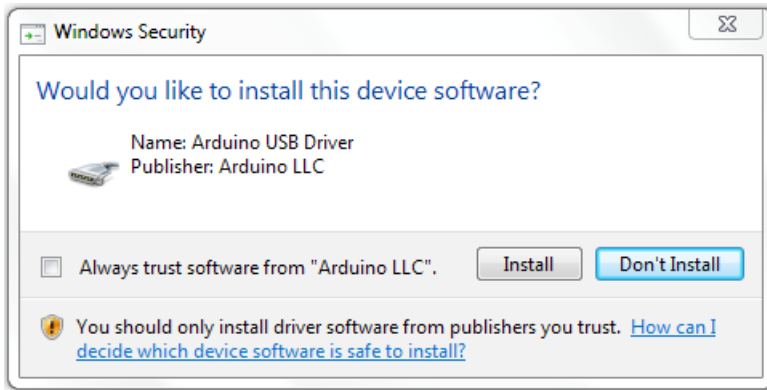 Windows Security
Would you like to install this device software?
Name: Arduino USB Driver
Publisher: Arduino LLC
Always trust software from "Arduino LLC".
Install
Don't Install
You should only install driver software from publishers you trust. How can I
decide which device software is safe to install?